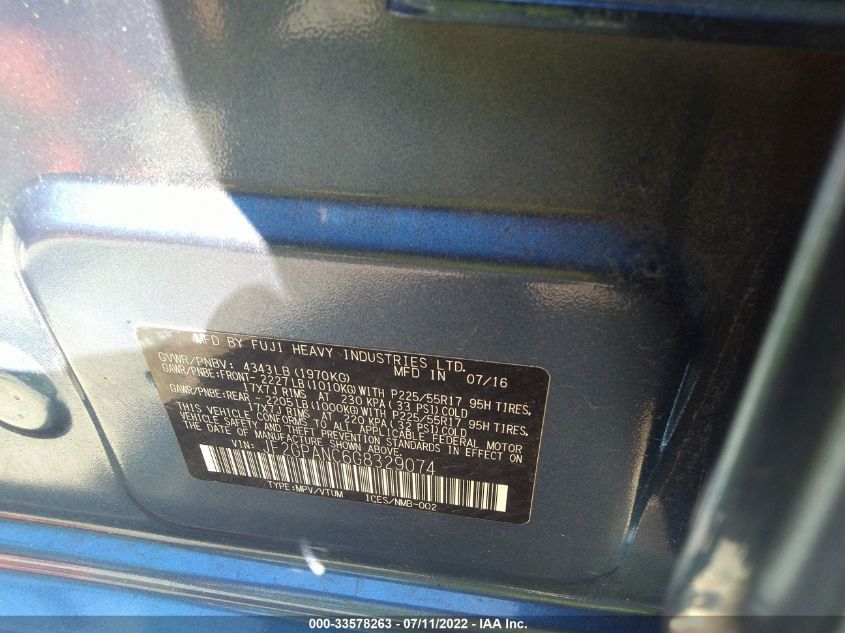 MFD BY FUJI HEAVY INDUSTRIES LTD.
GVWR/PNBV: 4343LB(1970KG) MFD IN 07/16
GAWR/PNBE:FRONT- 2227LB(1010KG)WITH P225/55R17 95H TIRES,
17X7J RIMS AT 230 KPA(33 PSI)COLD
GAWR/PNBE:REAR - 2205LB(1000KG)WITH P225/55R17 95H TIRES,
17X7J RIMS AT 220 KPA(32 PSI)COLD
THIS VEHICLE CONFORMS TO ALL APPLICABLE FEDERAL MOTOR
VEHICLE SAFETY AND THEFT PREVENTION STANDARDS IN EFFECT ON
THE DATE OF MANUFACTURE SHOWN ABOVE.
VIN: JF2GPANC6G8329074
TYPE:MPV/VTUM ICES/NMB-002
000-33578263 - 07/11/2022 - IAA Inc.